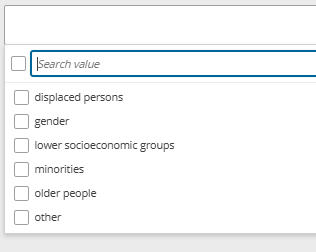 Search value
displaced persons
gender
lower socioeconomic groups
minorities
older people
other